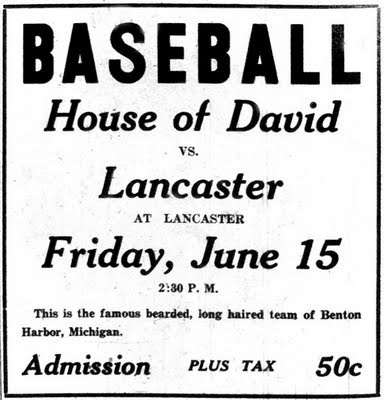 BASEBALL
House of David
VS.
Lancaster
AT LANCASTER
Friday, June 15
2:30 P. M.
This is the famous bearded, long haired team of Benton
Harbor, Michigan.
Admission PLUS TAX 50c